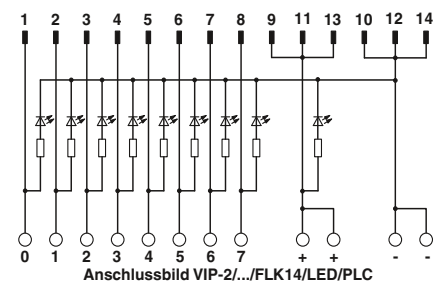 1 2 3 4 5 6 7 8 9 11 13 10 12 14
0 1 2 3 4 5 6 7 + + - -
Anschlussbild VIP-2/.../FLK14/LED/PLC